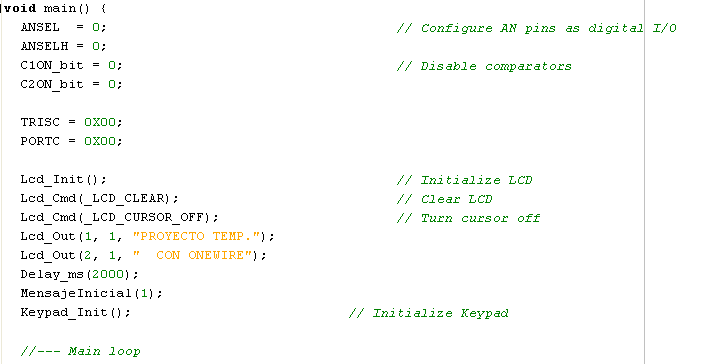 void main() {
ANSEL  = 0;                                     // Configure AN pins as digital I/O
ANSELH = 0;
C1ON_bit = 0;                                   // Disable comparators
C2ON_bit = 0;
TRISC = 0X00;
PORTC = 0X00;
Lcd_Init();                                     // Initialize LCD
Lcd_Cmd(_LCD_CLEAR);                            // Clear LCD
Lcd_Cmd(_LCD_CURSOR_OFF);                       // Turn cursor off
Lcd_Out(1, 1, "PROYECTO TEMP.");
Lcd_Out(2, 1, "  CON ONEWIRE");
Delay_ms(2000);
MensajeInicial(1);
Keypad_Init();                            // Initialize Keypad
//--- Main loop